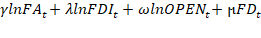 γlnFA_t + λlnFDI_t + ωlnOPEN_t + μFD_t